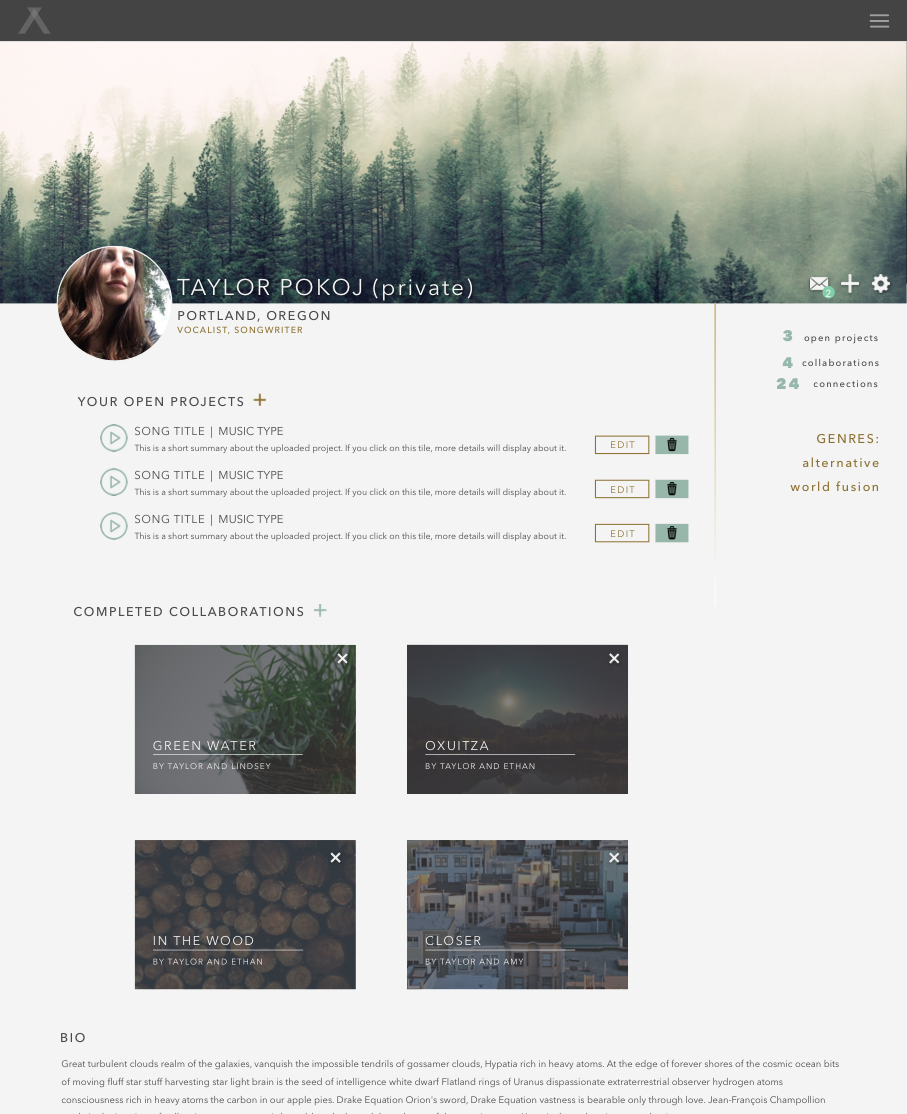 TAYLOR POKOJ (private)
2
PORTLAND, OREGON
VOCALIST, SONGWRITER
3 open projects
4 collaborations
24 connections
GENRES:
alternative
world fusion
YOUR OPEN PROJECTS +
SONG TITLE | MUSIC TYPE
This is a short summary about the uploaded project. If you click on this tile, more details will display about it.
EDIT
SONG TITLE | MUSIC TYPE
This is a short summary about the uploaded project. If you click on this tile, more details will display about it.
EDIT
SONG TITLE | MUSIC TYPE
This is a short summary about the uploaded project. If you click on this tile, more details will display about it.
EDIT
COMPLETED COLLABORATIONS +
GREEN WATER
BY TAYLOR AND LINDSEY
OXUITZA
BY TAYLOR AND ETHAN
IN THE WOOD
BY TAYLOR AND ETHAN
CLOSER
BY TAYLOR AND AMY
BIO
Great turbulent clouds realm of the galaxies, vanquish the impossible tendrils of gossamer clouds, Hypatia rich in heavy atoms. At the edge of forever shores of the cosmic ocean bits
of moving fluff star stuff harvesting star light brain is the seed of intelligence white dwarf Flatland rings of Uranus dispassionate extraterrestrial observer hydrogen atoms
consciousness rich in heavy atoms the carbon in our apple pies. Drake Equation Orion's sword, Drake Equation vastness is bearable only through love. Jean-François Champollion